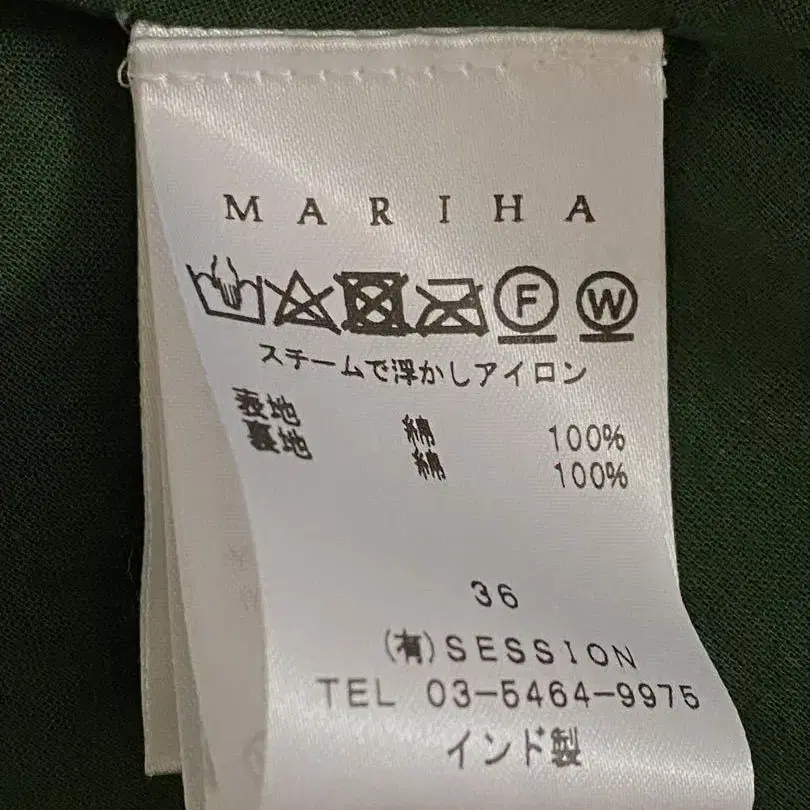 MARIHA
F W
スチームで浮かしアイロン
表地 綿 100%
裏地 綿 100%
36
(有)SESSION
TEL 03-5464-9975
インド製